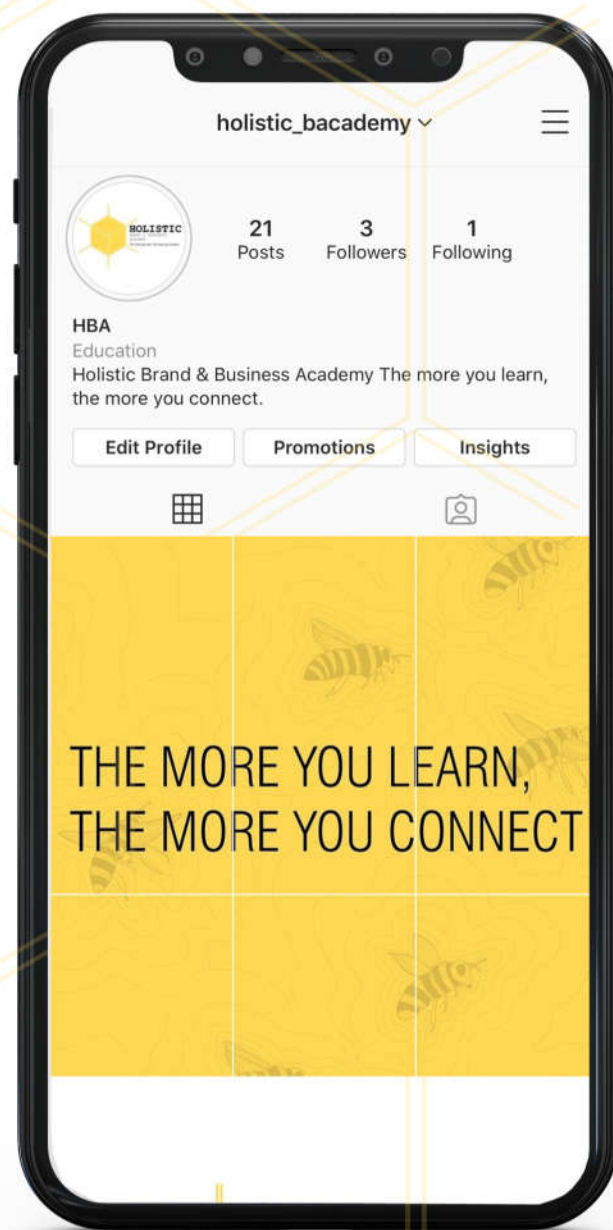 holistic_bacademy
HOLISTIC
21
Posts
3
Followers
1
Following
HBA
Education
Holistic Brand & Business Academy The more you learn,
the more you connect.
Edit Profile
Promotions
Insights
THE MORE YOU LEARN,
THE MORE YOU CONNECT